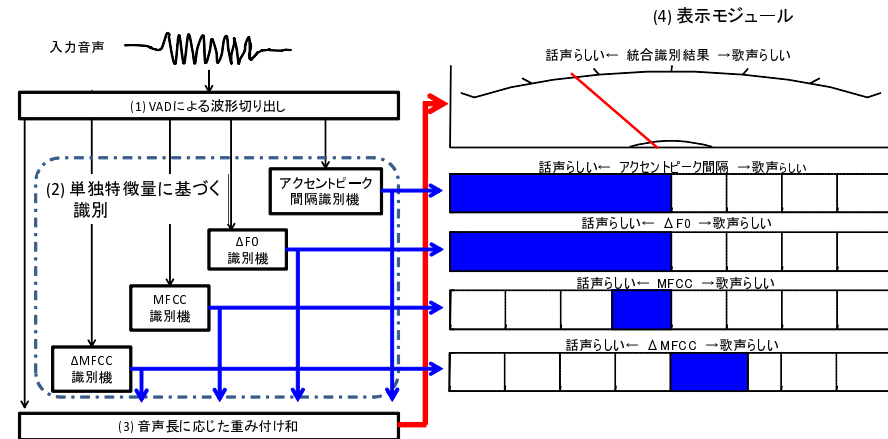 (4) 表示モジュール
入力音声
話声らしい← 統合識別結果 →歌声らしい
(1) VADによる波形切り出し
(2) 単独特徴量に基づく
識別
アクセントピーク
間隔識別機
ΔF0
識別機
MFCC
識別機
ΔMFCC
識別機
(3) 音声長に応じた重み付け和
話声らしい← アクセントピーク間隔 →歌声らしい
話声らしい← ΔF0 →歌声らしい
話声らしい← MFCC →歌声らしい
話声らしい← ΔMFCC →歌声らしい